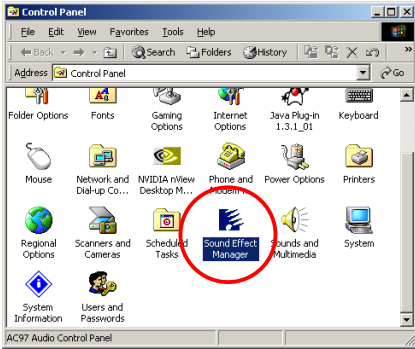 Control Panel
File Edit View Favorites Tools Help
Back Search Folders History »
Address Control Panel Go
Folder Options Fonts Gaming Options Internet Options Java Plug-in 1.3.1_01 Keyboard
Mouse Network and Dial-up Co... NVIDIA nView Desktop M... Phone and Modem ... Power Options Printers
Regional Options Scanners and Cameras Scheduled Tasks Sound Effect Manager Sounds and Multimedia System
System Information Users and Passwords
AC97 Audio Control Panel